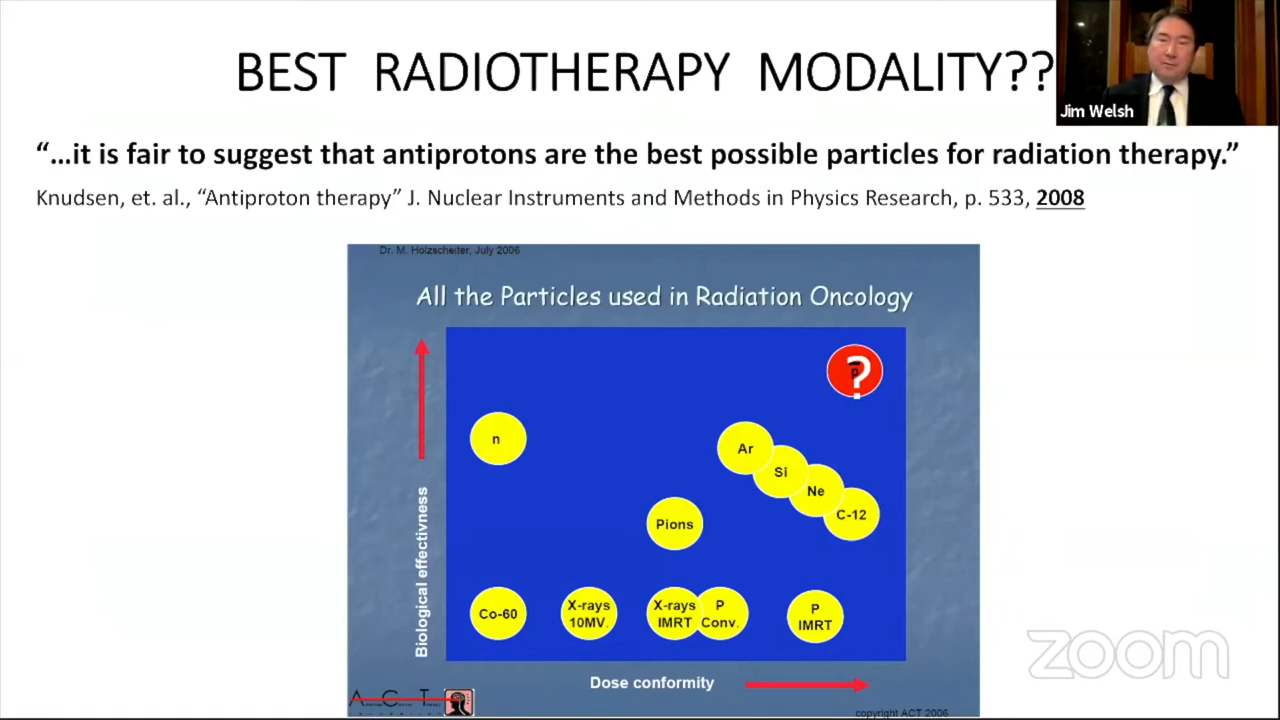 BEST RADIOTHERAPY MODALITY??
Jim Welsh
“...it is fair to suggest that antiprotons are the best possible particles for radiation therapy.”
Knudsen, et. al., “Antiproton therapy” J. Nuclear Instruments and Methods in Physics Research, p. 533, 2008
Dr. M. Holzscheiter, July 2006
All the Particles used in Radiation Oncology
?
n
Ar
Si
Ne
C-12
Pions
Co-60
X-rays
10MV.
X-rays
IMRT
P
Conv.
P
IMRT
Biological effectivness
Dose conformity
A C T
copyright ACT 2006
zoom